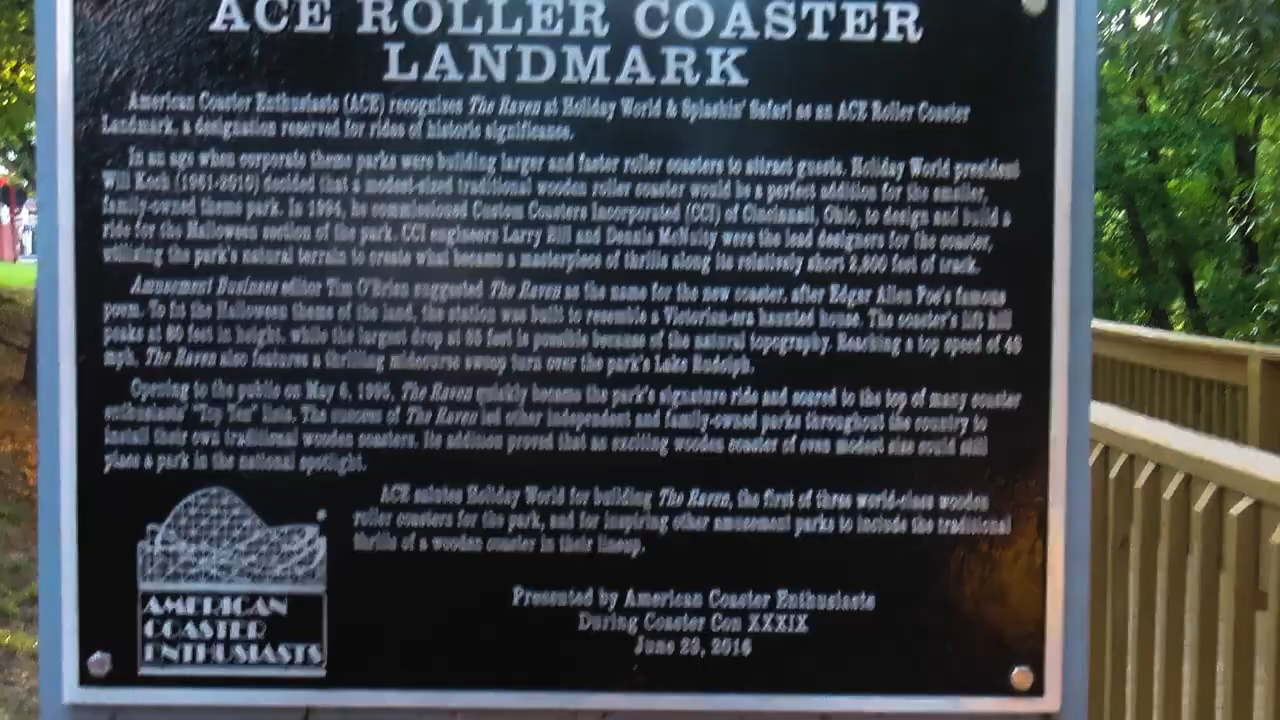 ACE ROLLER COASTER
LANDMARK
American Coaster Enthusiasts (ACE) recognizes The Raven at Holiday World & Splashin' Safari as an ACE Roller Coaster
Landmark, a designation reserved for rides of historic significance.
In an age when corporate theme parks were building larger and faster roller coasters to attract guests, Holiday World president
Will Koch (1961-2010) decided that a modest-sized traditional wooden roller coaster would be a perfect addition for the smaller,
family-owned theme park. In 1994, he commissioned Custom Coasters Incorporated (CCI) of Cincinnati, Ohio, to design and build a
ride for the Halloween section of the park. CCI engineers Larry Bill and Dennis McNulty were the lead designers for the coaster,
utilizing the park's natural terrain to create what became a masterpiece of thrills along its relatively short 2,800 feet of track.
Amusement Business editor Tim O'Brien suggested The Raven as the name for the new coaster, after Edgar Allen Poe's famous
poem. To fit the Halloween theme of the land, the station was built to resemble a Victorian-era haunted house. The coaster's lift hill
peaks at 80 feet in height, while the largest drop at 85 feet is possible because of the natural topography. Reaching a top speed of 48
mph, The Raven also features a thrilling midcourse swoop turn over the park's Lake Rudolph.
Opening to the public on May 6, 1995, The Raven quickly became the park's signature ride and soared to the top of many coaster
enthusiasts' "Top Ten" lists. The success of The Raven led other independent and family-owned parks throughout the country to
install their own traditional wooden coasters. Its addition proved that an exciting wooden coaster of even modest size could still
place a park in the national spotlight.
ACE salutes Holiday World for building The Raven, the first of three world-class wooden
roller coasters for the park, and for inspiring other amusement parks to include the traditional
thrills of a wooden coaster in their lineup.
AMERICAN
COASTER
ENTHUSIASTS
Presented by American Coaster Enthusiasts
During Coaster Con XXXIX
June 23, 2016